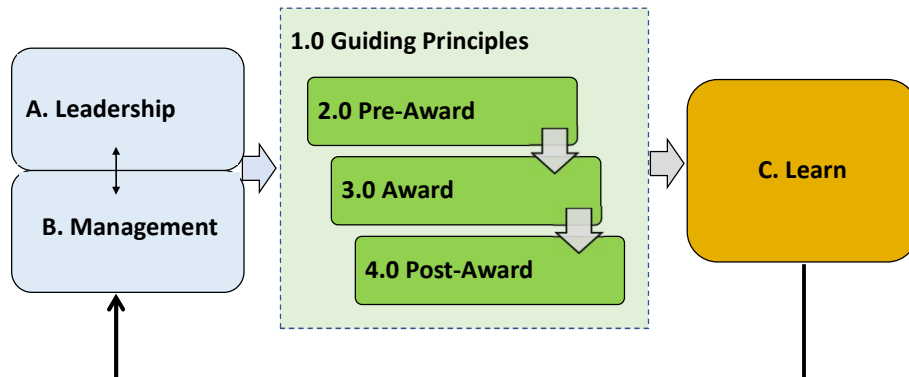 1.0 Guiding Principles
A. Leadership
2.0 Pre-Award
C. Learn
3.0 Award
B. Management
4.0 Post-Award